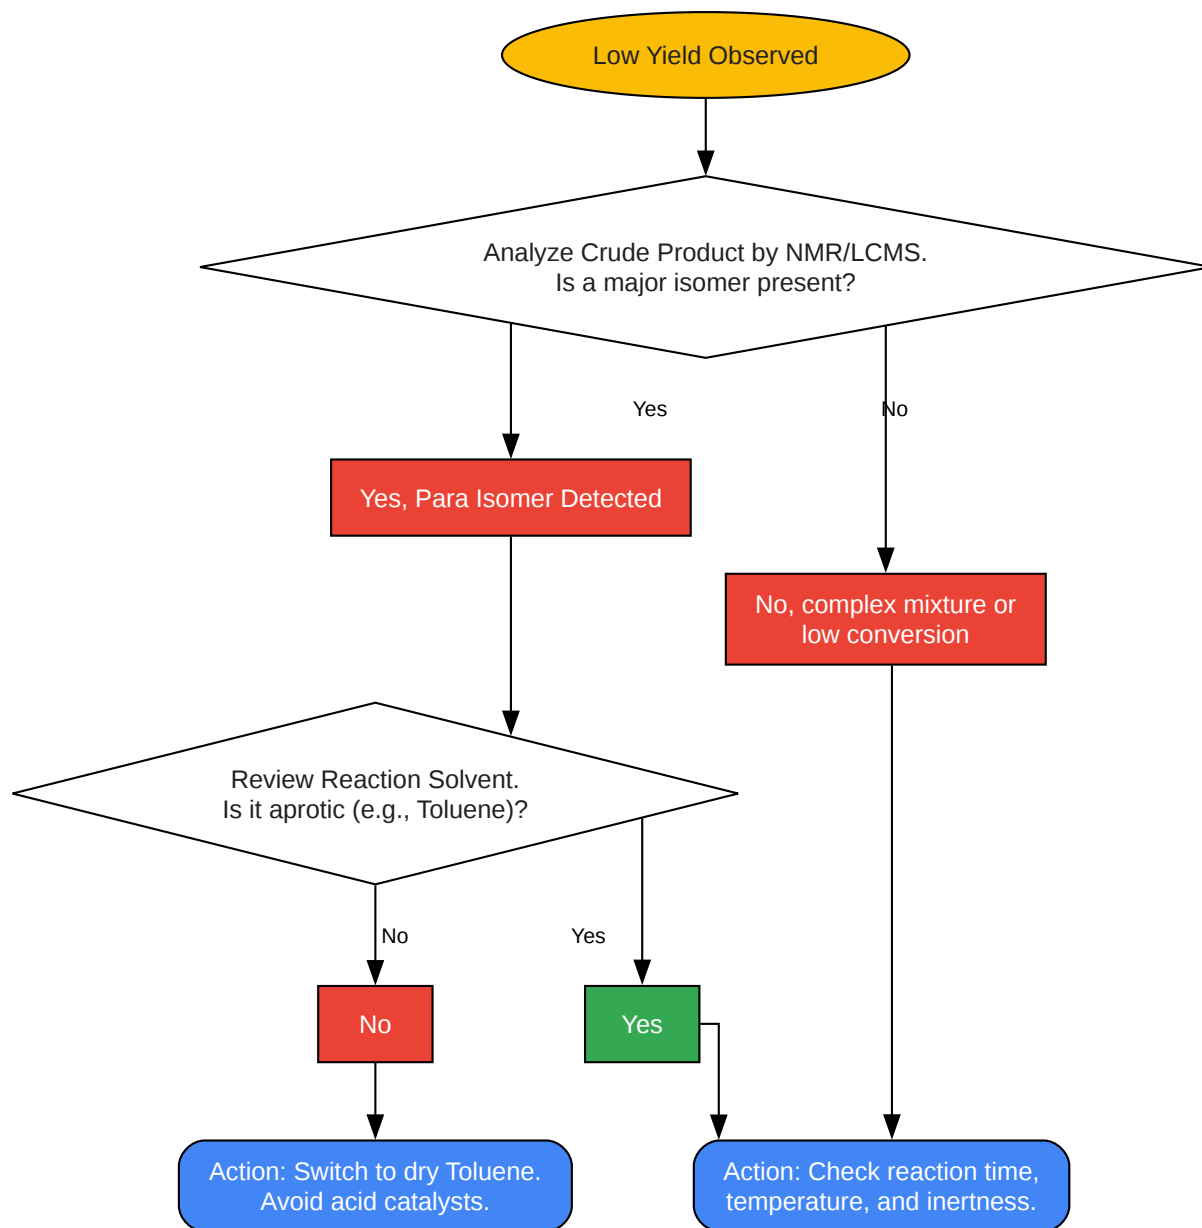 Low Yield Observed
Analyze Crude Product by NMR/LCMS.
Is a major isomer present?
Yes
No
Yes, Para Isomer Detected
No, complex mixture or
low conversion
Review Reaction Solvent.
Is it aprotic (e.g., Toluene)?
No
Yes
No
Yes
Action: Switch to dry Toluene.
Avoid acid catalysts.
Action: Check reaction time,
temperature, and inertness.